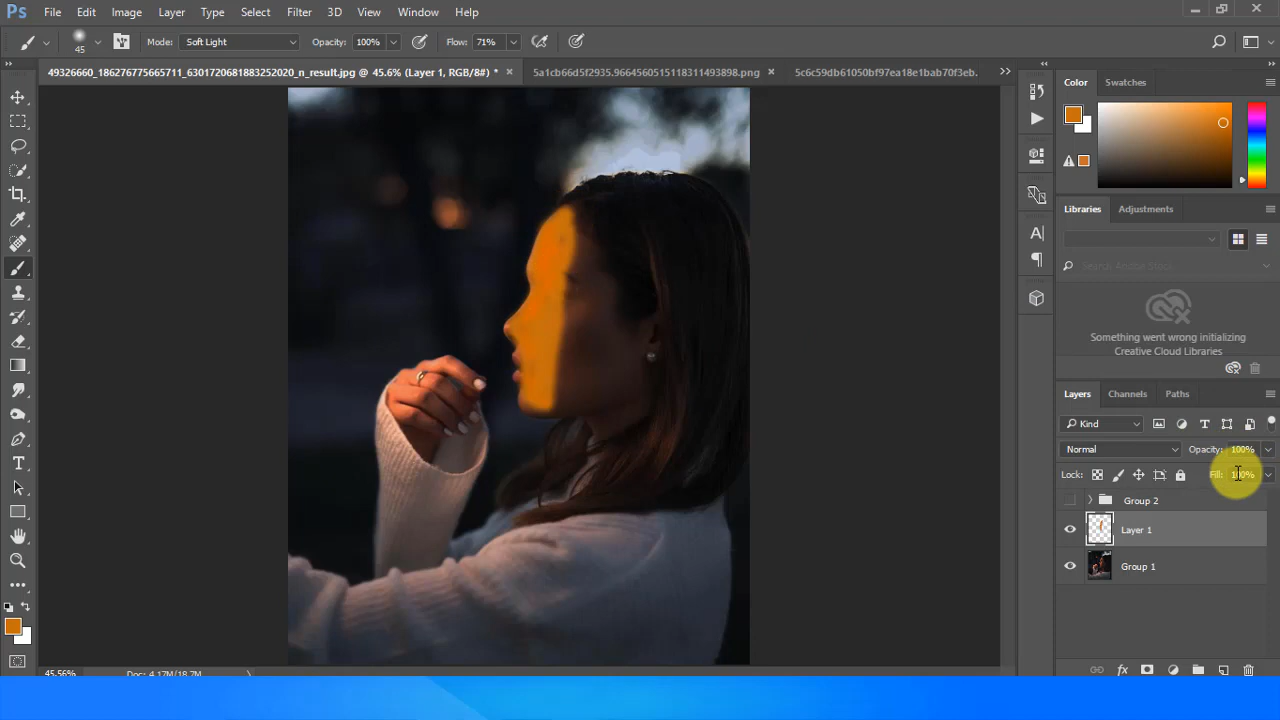 Ps File Edit Image Layer Type Select Filter 3D View Window Help
45 Mode: Soft Light Opacity: 100% Flow: 71%
49326660_186276775665711_6301720681883252020_n_result.jpg @ 45.6% (Layer 1, RGB/8#) * × 5a1cb66d5f2935.9664560515118311493898.png × 5c6c59db61050bf97ea18e1bab70f3eb.
Color Swatches
Libraries Adjustments
Search Adobe Stock
Something went wrong initializing
Creative Cloud Libraries
Layers Channels Paths
Kind
Normal Opacity: 100%
Lock: Fill: 100%
Group 2
Layer 1
Group 1
45.56% Doc: 4.17M/18.7M